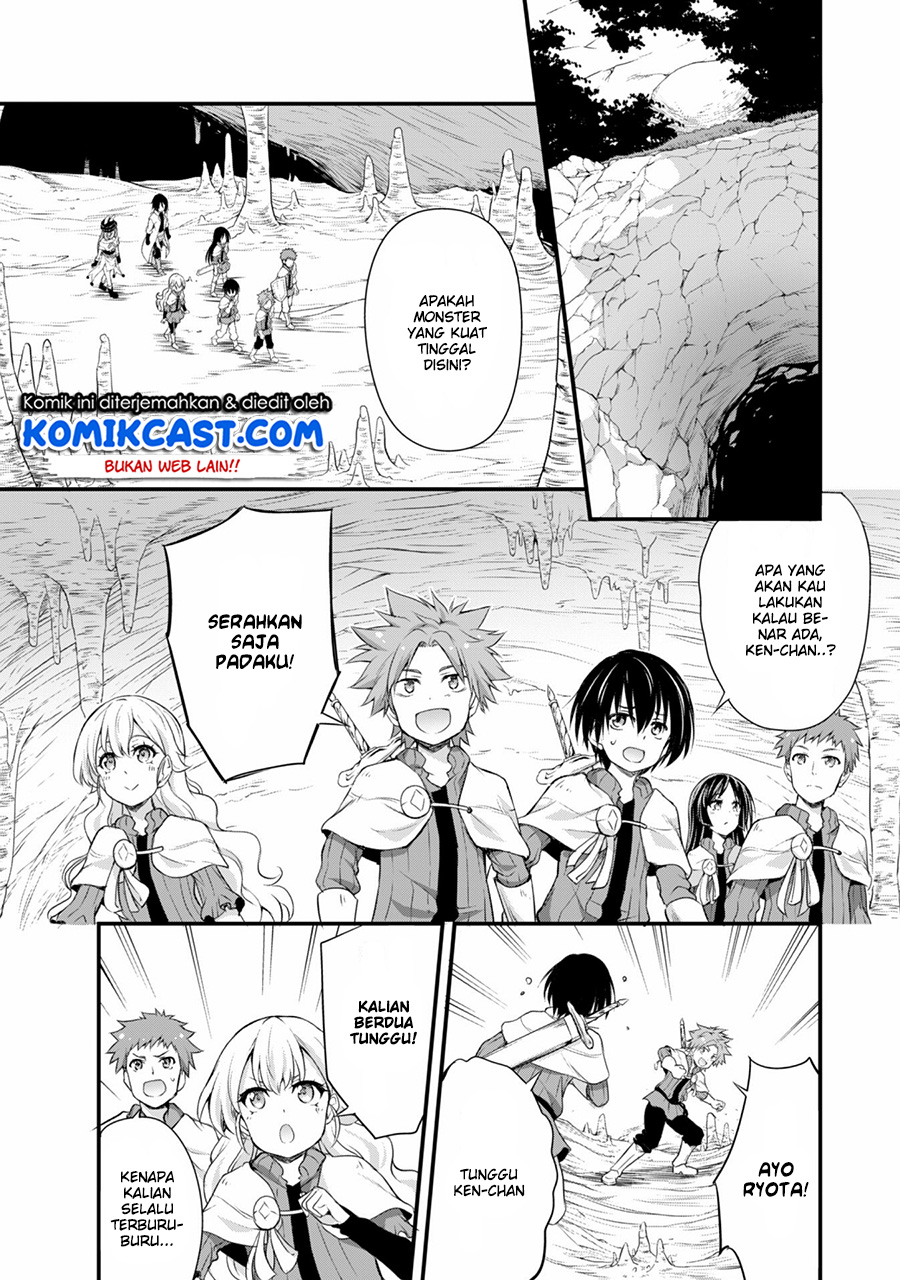 APAKAH
MONSTER
YANG KUAT
TINGGAL
DISINI?
Komik ini diterjemahkan & diedit oleh
KOMIKCAST.COM
BUKAN WEB LAIN!!
APA YANG
AKAN KAU
LAKUKAN
KALAU BE-
NAR ADA,
KEN-CHAN..?
SERAHKAN
SAJA
PADAKU!
AYO
RYOTA!
TUNGGU
KEN-CHAN
KALIAN
BERDUA
TUNGGU!
KENAPA
KALIAN
SELALU
TERBURU-
BURU...